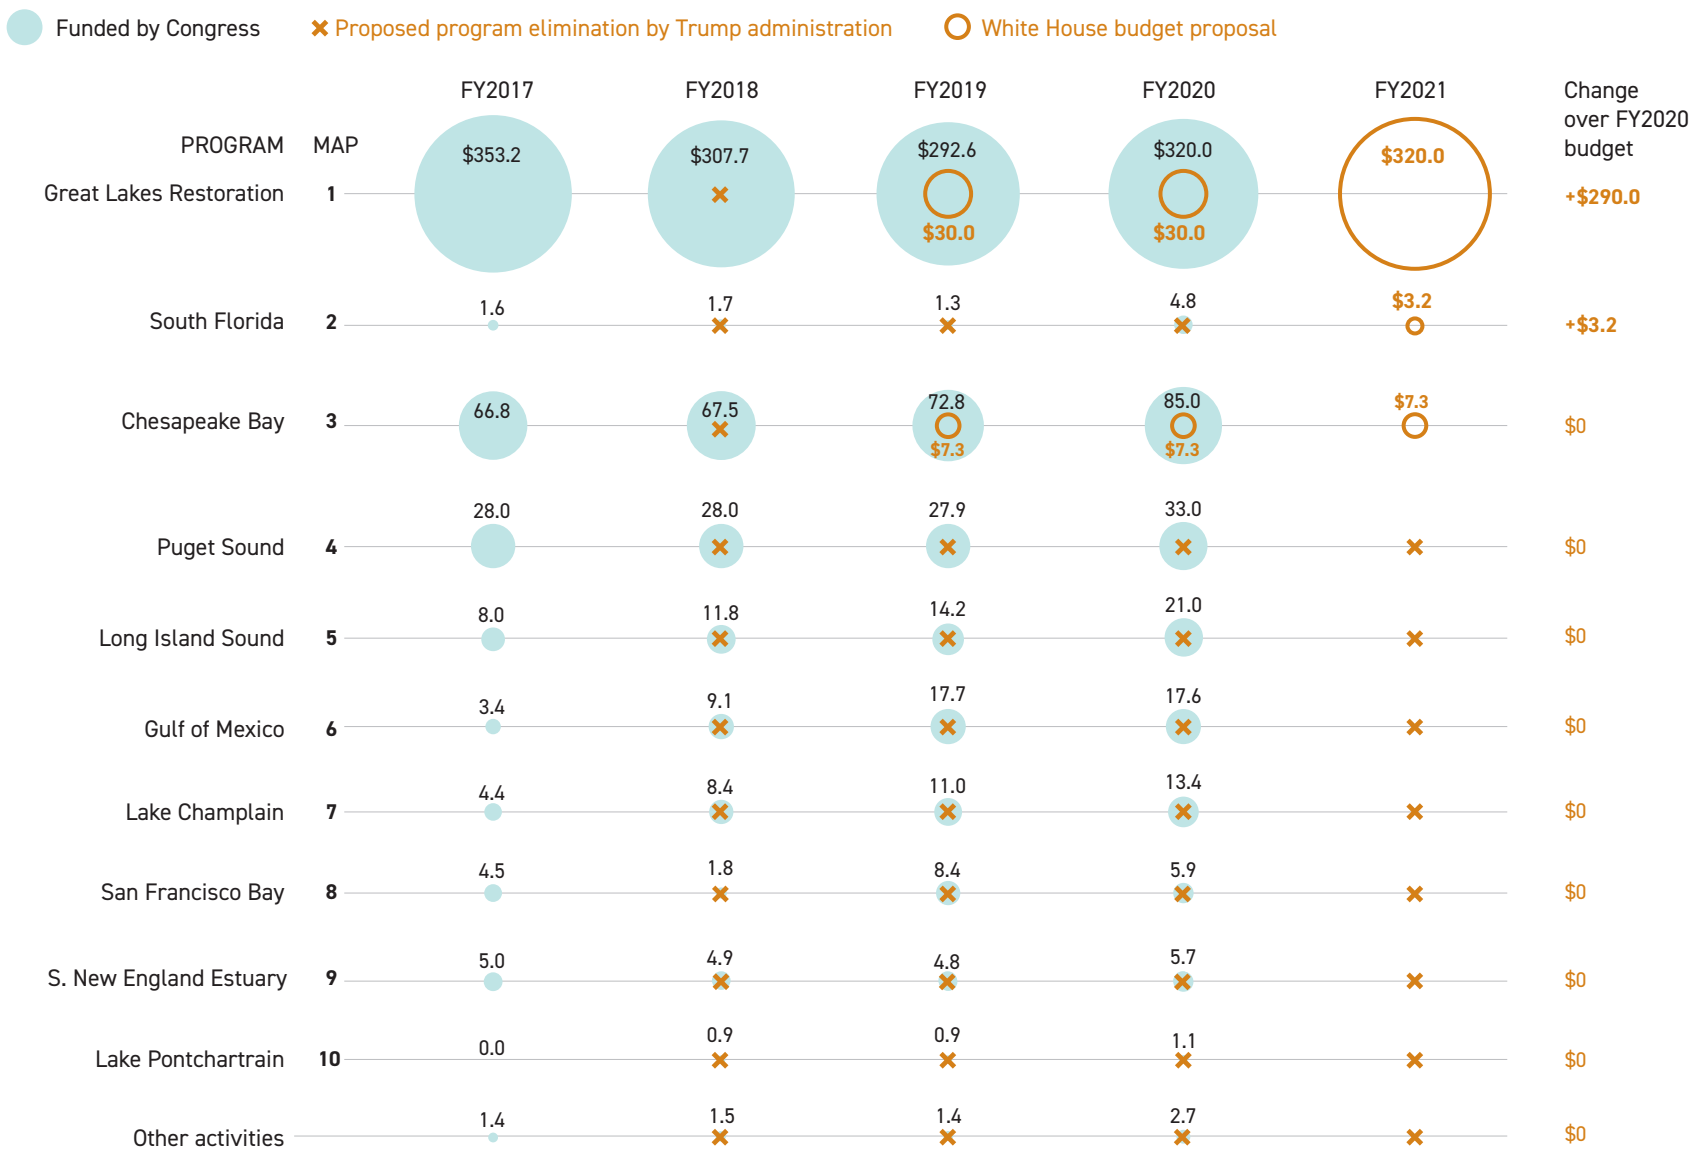 Funded by Congress
Proposed program elimination by Trump administration
White House budget proposal
FY2017 FY2018 FY2019 FY2020 FY2021 Change over FY2020 budget
PROGRAM MAP
Great Lakes Restoration 1 $353.2 $307.7 $292.6 $30.0 $320.0 $30.0 $320.0 +$290.0
South Florida 2 1.6 1.7 1.3 4.8 $3.2 +$3.2
Chesapeake Bay 3 66.8 67.5 72.8 $7.3 85.0 $7.3 $7.3 $0
Puget Sound 4 28.0 28.0 27.9 33.0 $0
Long Island Sound 5 8.0 11.8 14.2 21.0 $0
Gulf of Mexico 6 3.4 9.1 17.7 17.6 $0
Lake Champlain 7 4.4 8.4 11.0 13.4 $0
San Francisco Bay 8 4.5 1.8 8.4 5.9 $0
S. New England Estuary 9 5.0 4.9 4.8 5.7 $0
Lake Pontchartrain 10 0.0 0.9 0.9 1.1 $0
Other activities 1.4 1.5 1.4 2.7 $0